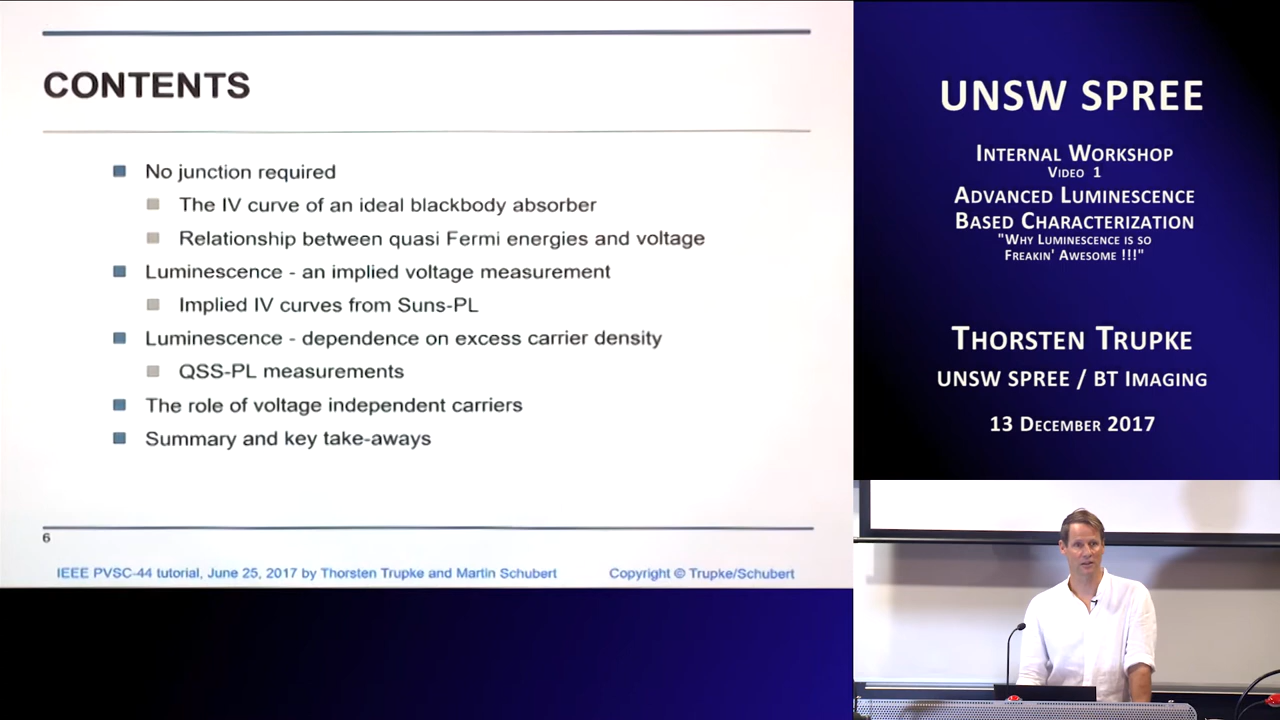 CONTENTS
No junction required
The IV curve of an ideal blackbody absorber
Relationship between quasi Fermi energies and voltage
Luminescence - an implied voltage measurement
Implied IV curves from Suns-PL
Luminescence - dependence on excess carrier density
QSS-PL measurements
The role of voltage independent carriers
Summary and key take-aways
6
IEEE PVSC-44 tutorial, June 25, 2017 by Thorsten Trupke and Martin Schubert
Copyright © Trupke/Schubert
UNSW SPREE
Internal Workshop
Video 1
Advanced Luminescence
Based Characterization
"Why Luminescence is so
Freakin' Awesome !!!"
Thorsten Trupke
UNSW SPREE / BT Imaging
13 December 2017